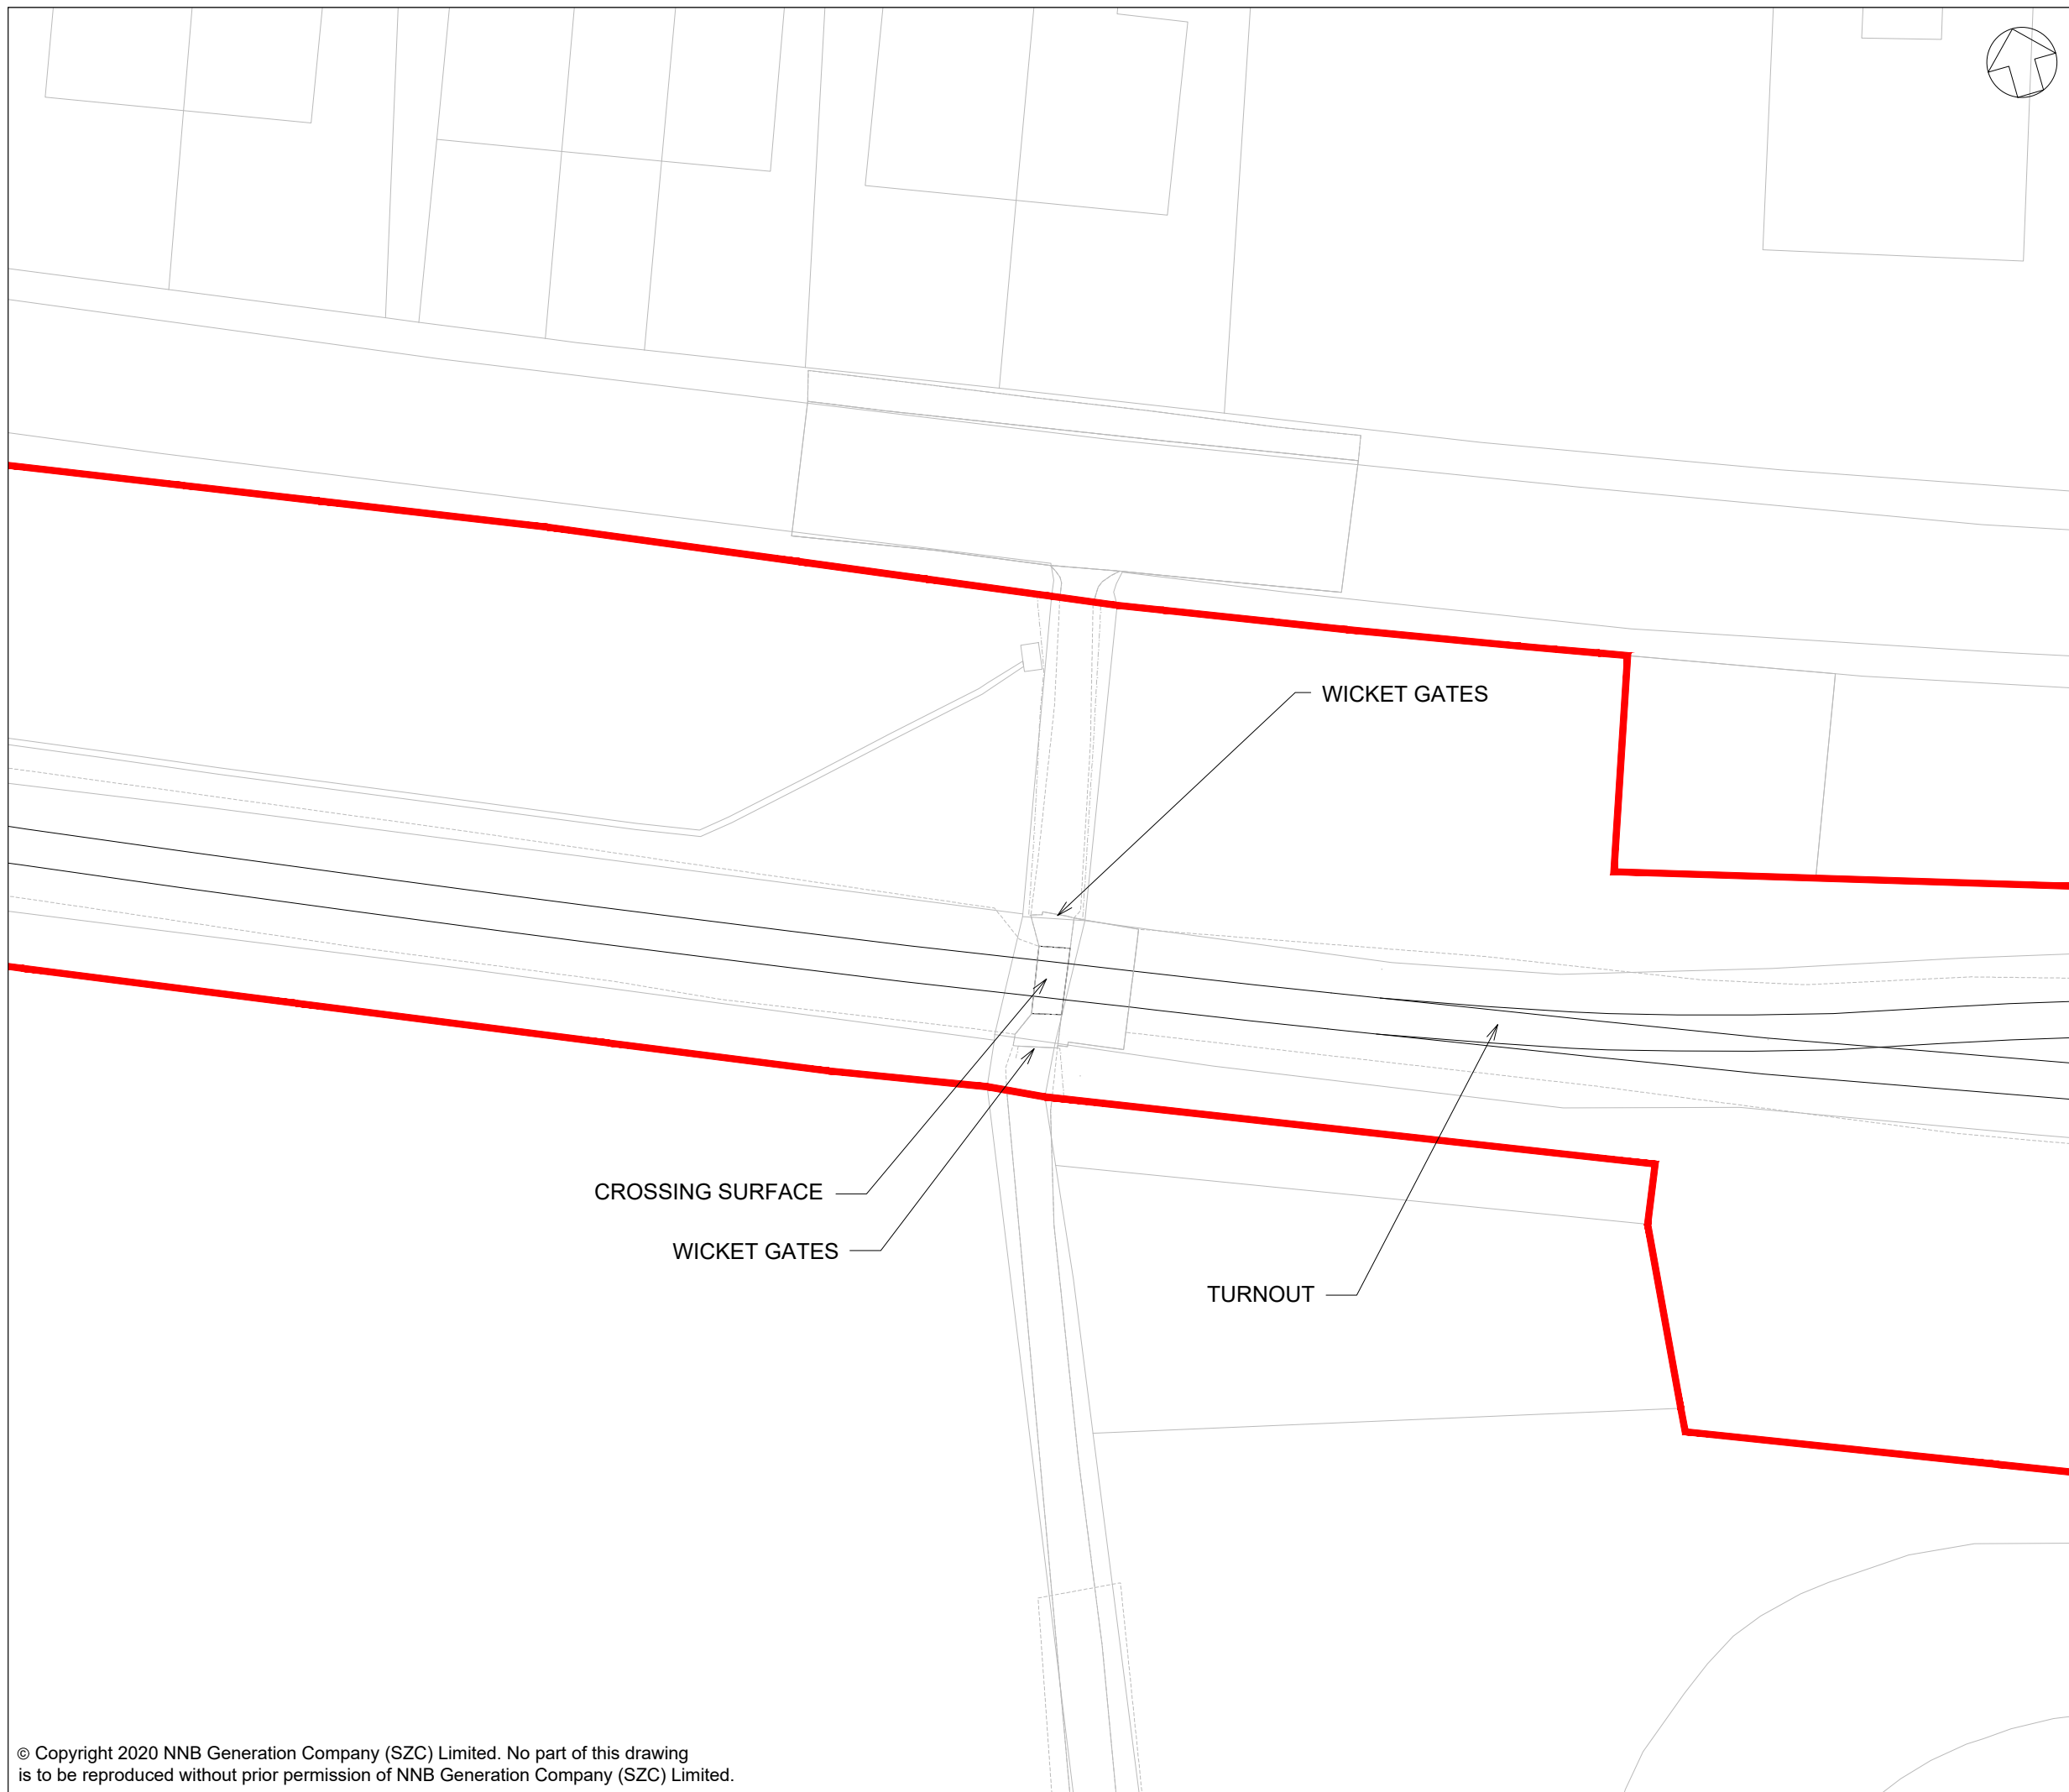 WICKET GATES
CROSSING SURFACE
WICKET GATES
TURNOUT
© Copyright 2020 NNB Generation Company (SZC) Limited. No part of this drawing
is to be reproduced without prior permission of NNB Generation Company (SZC) Limited.